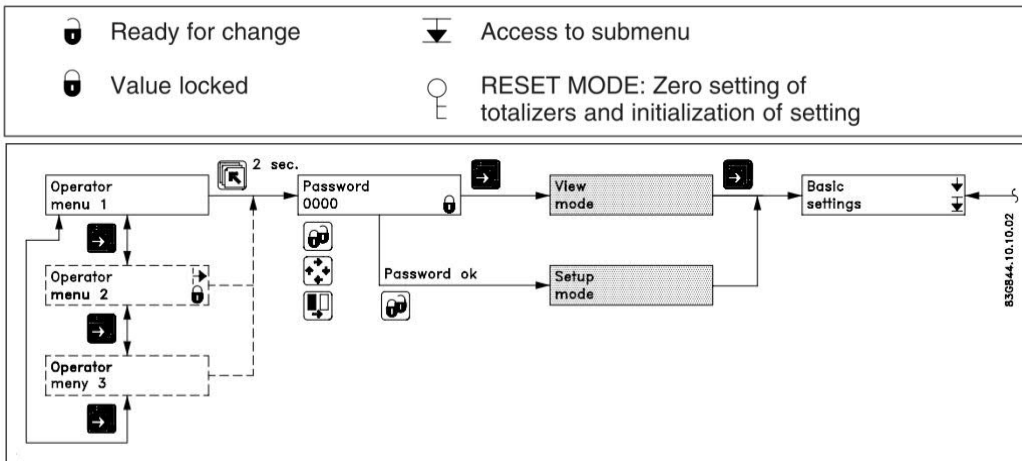 Ready for change
Access to submenu
Value locked
RESET MODE: Zero setting of
totalizers and initialization of setting
2 sec.
Operator
menu 1
Password
0000
View
mode
Basic
settings
Operator
menu 2
Password ok
Setup
mode
Operator
meny 3
83G844.10.10.02